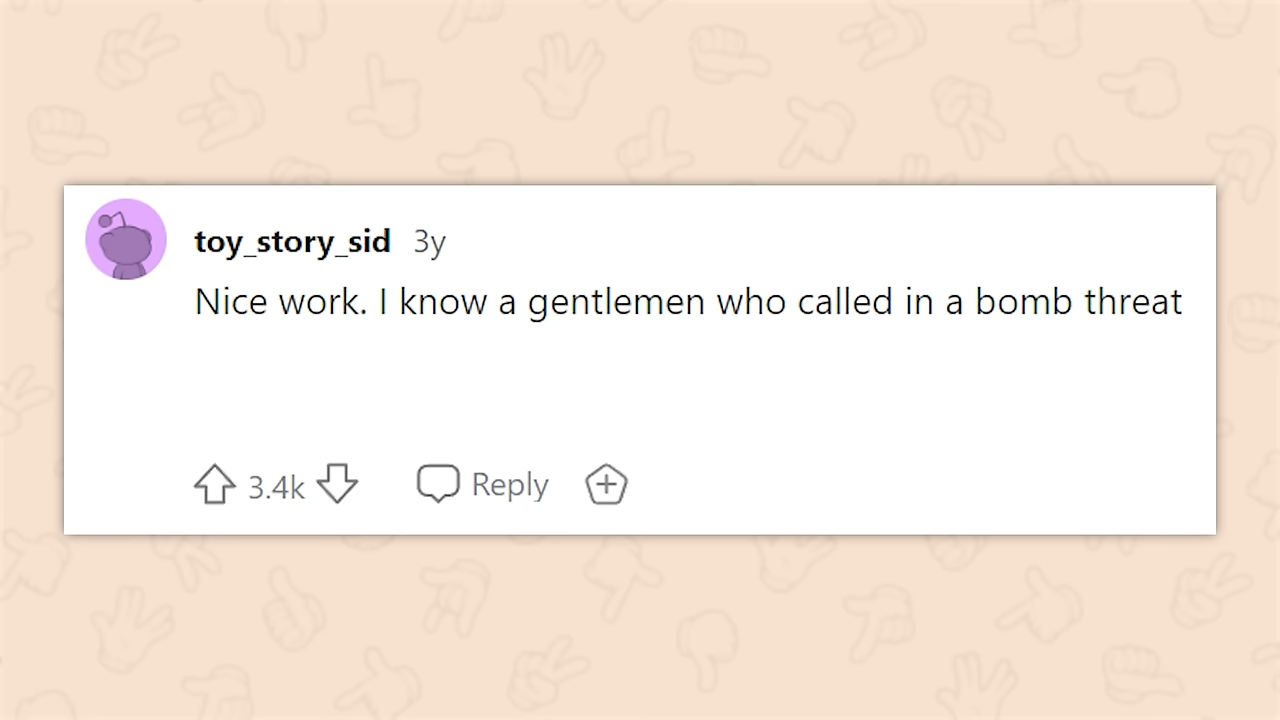 toy_story_sid 3y
Nice work. I know a gentlemen who called in a bomb threat
3.4k Reply